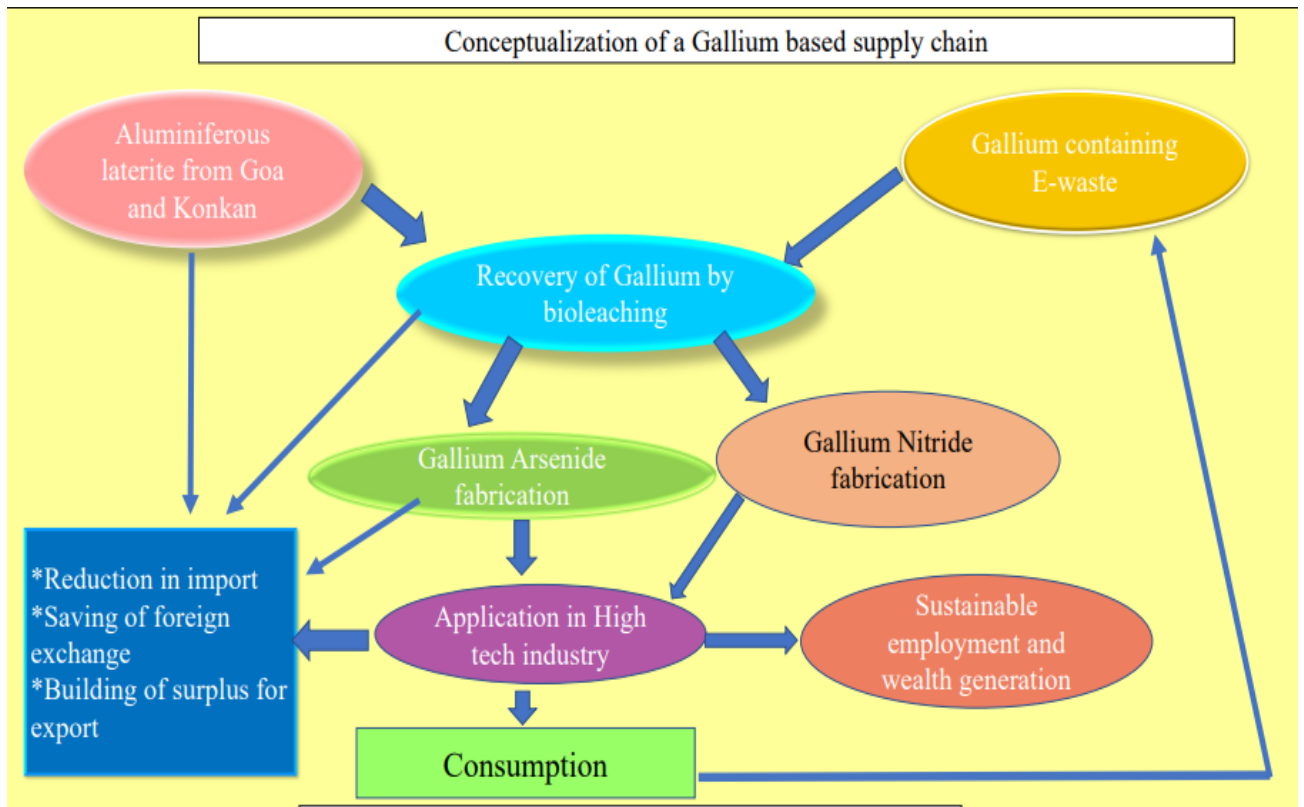 Conceptualization of a Gallium based supply chain
Aluminiferous
laterite from Goa
and Konkan
Gallium containing
E-waste
Recovery of Gallium by
bioleaching
Gallium Arsenide
fabrication
Gallium Nitride
fabrication
*Reduction in import
*Saving of foreign
exchange
*Building of surplus for
export
Application in High
tech industry
Sustainable
employment and
wealth generation
Consumption